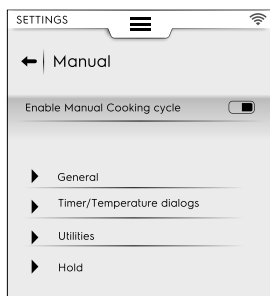 SETTINGS
Manual
Enable Manual Cooking cycle
General
Timer/Temperature dialogs
Utilities
Hold